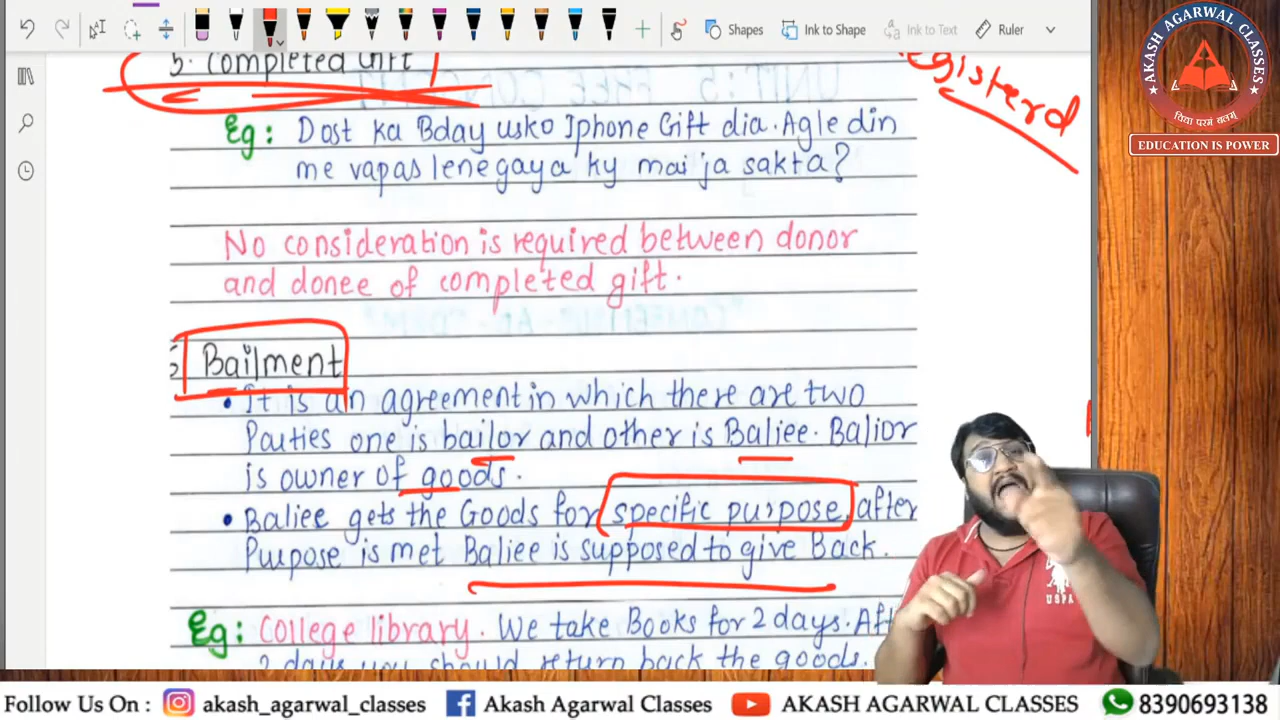 Shapes Ink to Shape Ink to Text Ruler
5. Completed Gift
Registerd
Eg: Dost ka Bday usko Iphone Gift dia. Agle din
me vapas lene gaya ky mai ja sakta?
No consideration is required between donor
and donee of completed gift.
Bailment
• It is an agreement in which there are two
Parties one is bailor and other is Baliee. Balior
is owner of goods.
• Baliee gets the Goods for specific purpose, after
Purpose is met Baliee is supposed to give Back.
Eg: College library. We take Books for 2 days. Aft
2 days you should return back the goods.
AKASH AGARWAL CLASSES
विद्या परमं बलम्
EDUCATION IS POWER
USPA
Follow Us On : akash_agarwal_classes Akash Agarwal Classes AKASH AGARWAL CLASSES 8390693138